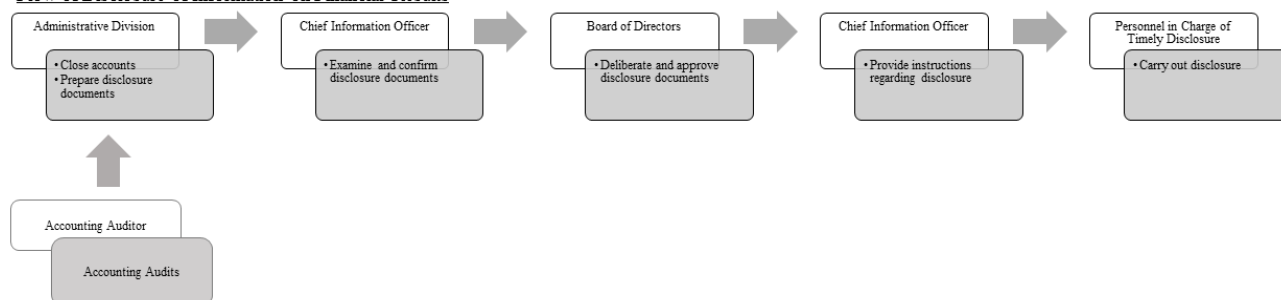 Administrative Division
• Close accounts
• Prepare disclosure
documents
Chief Information Officer
• Examine and confirm
disclosure documents
Board of Directors
• Deliberate and approve
disclosure documents
Chief Information Officer
• Provide instructions
regarding disclosure
Personnel in Charge of
Timely Disclosure
• Carry out disclosure
Accounting Auditor
Accounting Audits